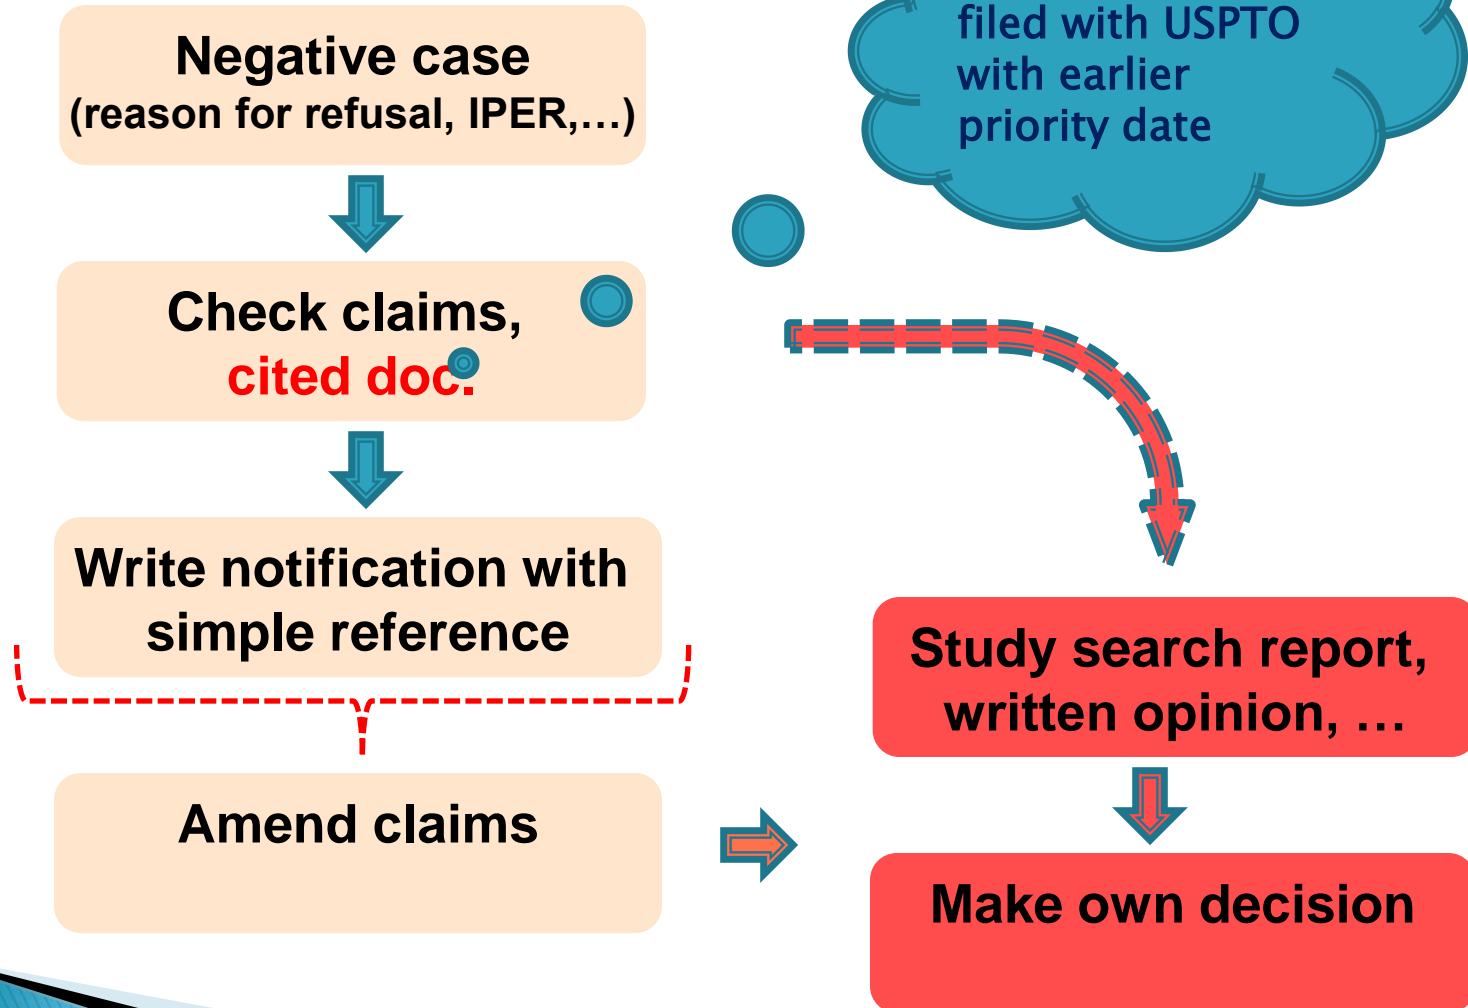 Negative case
(reason for refusal, IPER,...)
filed with USPTO
with earlier
priority date
Check claims,
cited doc.
Write notification with
simple reference
Amend claims
Study search report,
written opinion, ...
Make own decision